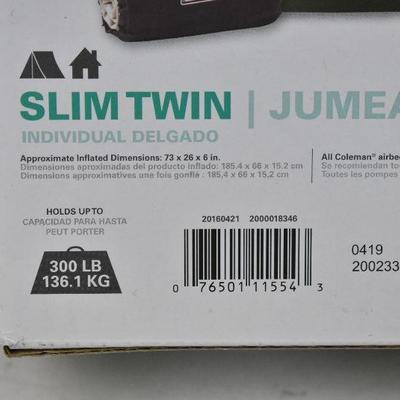 SLIM TWIN | JUMEA
INDIVIDUAL DELGADO
Approximate Inflated Dimensions: 73 x 26 x 6 in.
Dimensiones aproximadas del producto inflado: 185.4 x 66 x 15.2 cm
Dimensions approximatives une fois gonflé : 185,4 x 66 x 15,2 cm
All Coleman® airbe
Se recomiendan to
Toutes les pompes
HOLDS UP TO
CAPACIDAD PARA HASTA
PEUT PORTER
300 LB
136.1 KG
20160421 2000018346
0 76501 11554 3
0419
200233